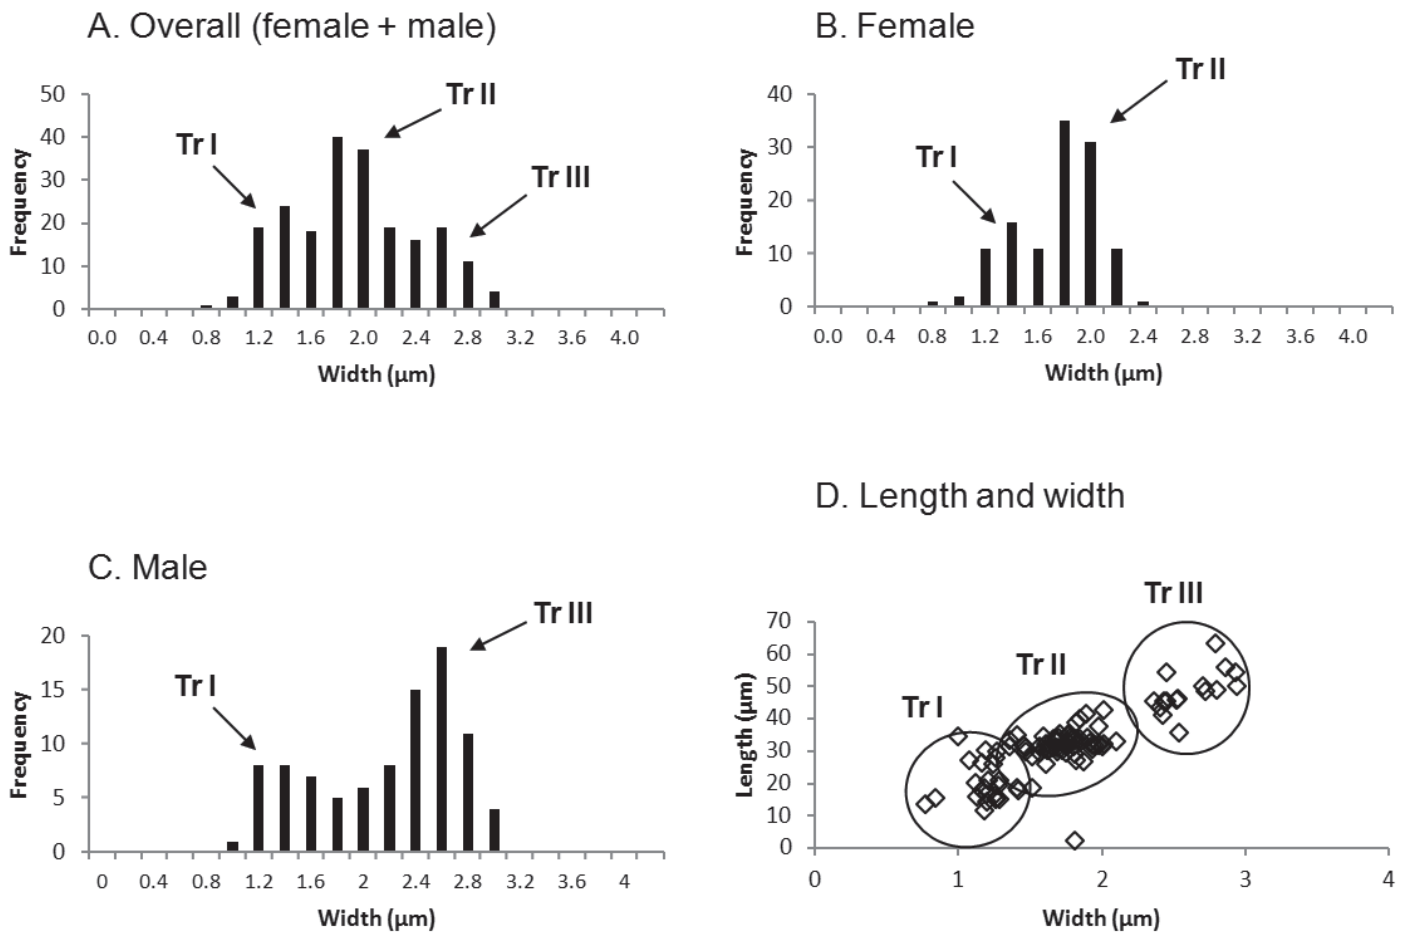 A. Overall (female + male)
Tr I
Tr II
Tr III
Frequency
50
40
30
20
10
0
0.0 0.4 0.8 1.2 1.6 2.0 2.4 2.8 3.2 3.6 4.0
Width (μm)
B. Female
Tr I
Tr II
Frequency
40
30
20
10
0
0.0 0.4 0.8 1.2 1.6 2.0 2.4 2.8 3.2 3.6 4.0
Width (μm)
C. Male
Tr I
Tr III
Frequency
20
15
10
5
0
0 0.4 0.8 1.2 1.6 2 2.4 2.8 3.2 3.6 4
Width (μm)
D. Length and width
Tr I
Tr II
Tr III
Length (μm)
70
60
50
40
30
20
10
0
0 1 2 3 4
Width (μm)